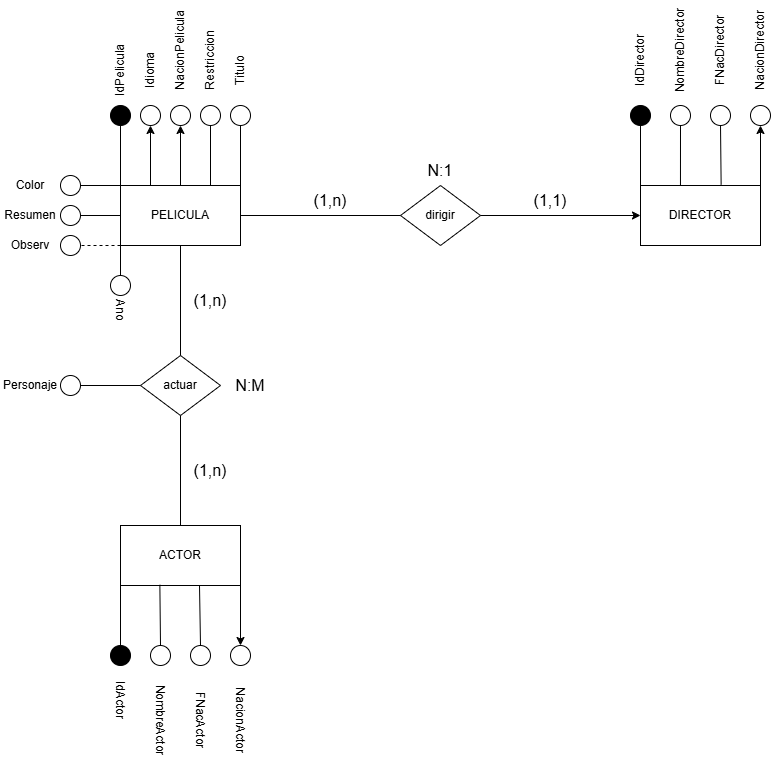 IdPelicula
Idioma
NacionPelicula
Restriccion
Titulo
IdDirector
NombreDirector
FNacDirector
NacionDirector
Color
Resumen
Observ
Ano
PELICULA
(1,n)
N:1
dirigir
(1,1)
DIRECTOR
(1,n)
Personaje
actuar
N:M
(1,n)
ACTOR
IdActor
NombreActor
FNacActor
NacionActor